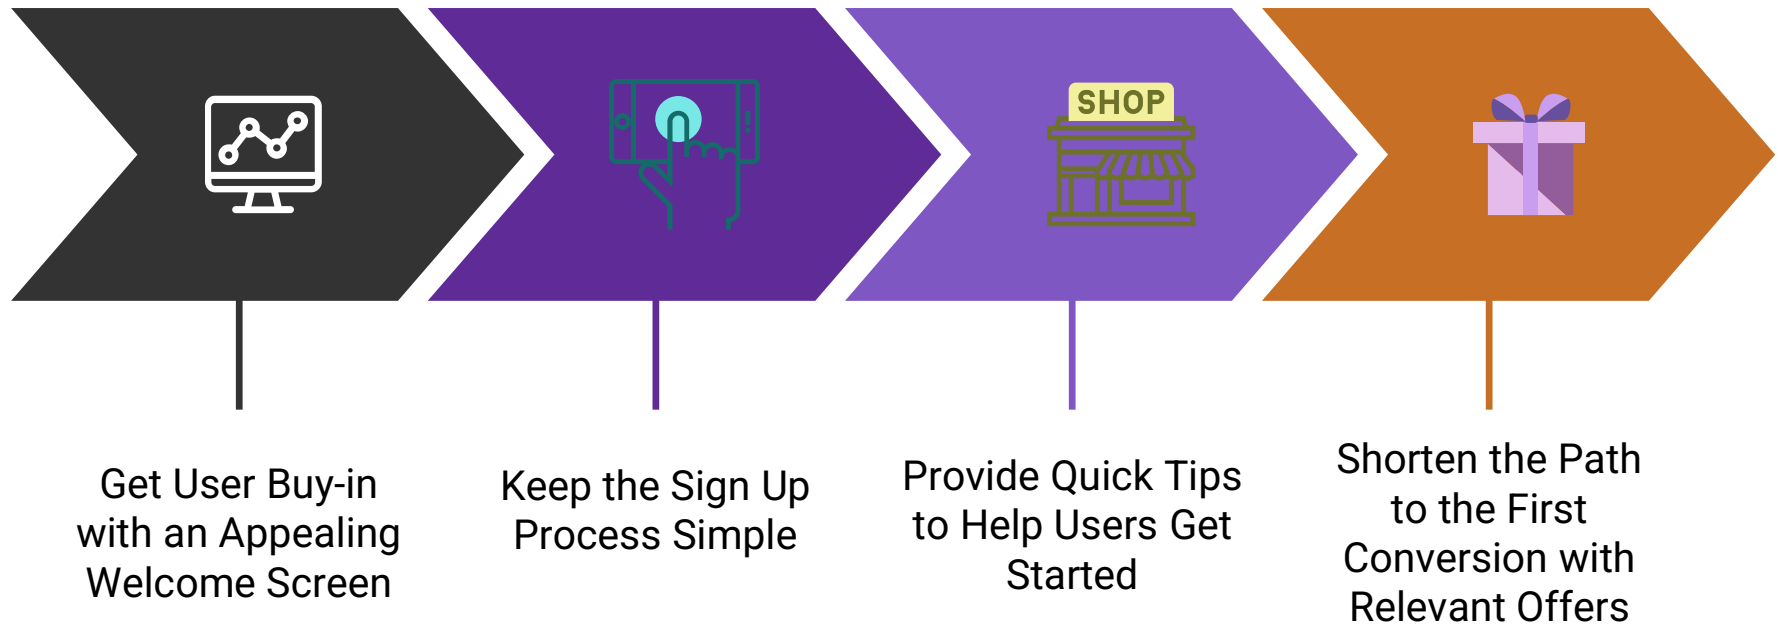 SHOP
Get User Buy-in
with an Appealing
Welcome Screen
Keep the Sign Up
Process Simple
Provide Quick Tips
to Help Users Get
Started
Shorten the Path
to the First
Conversion with
Relevant Offers